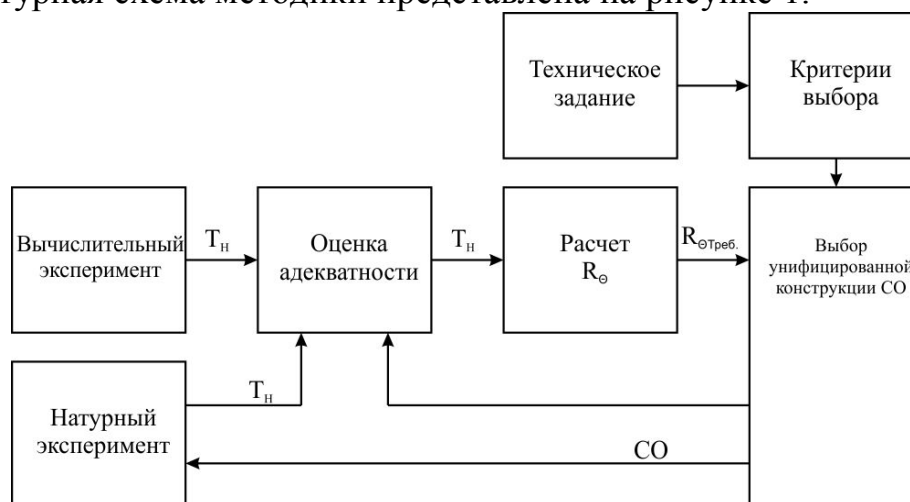 турная схема методики представлена на рисунке 1.
Техническое
задание
Критерии
выбора
Вычислительный
эксперимент
Tн
Оценка
адекватности
Tн
Расчет
RΘ
RΘТреб.
Выбор
унифицированной
конструкции СО
Натурный
эксперимент
Tн
СО